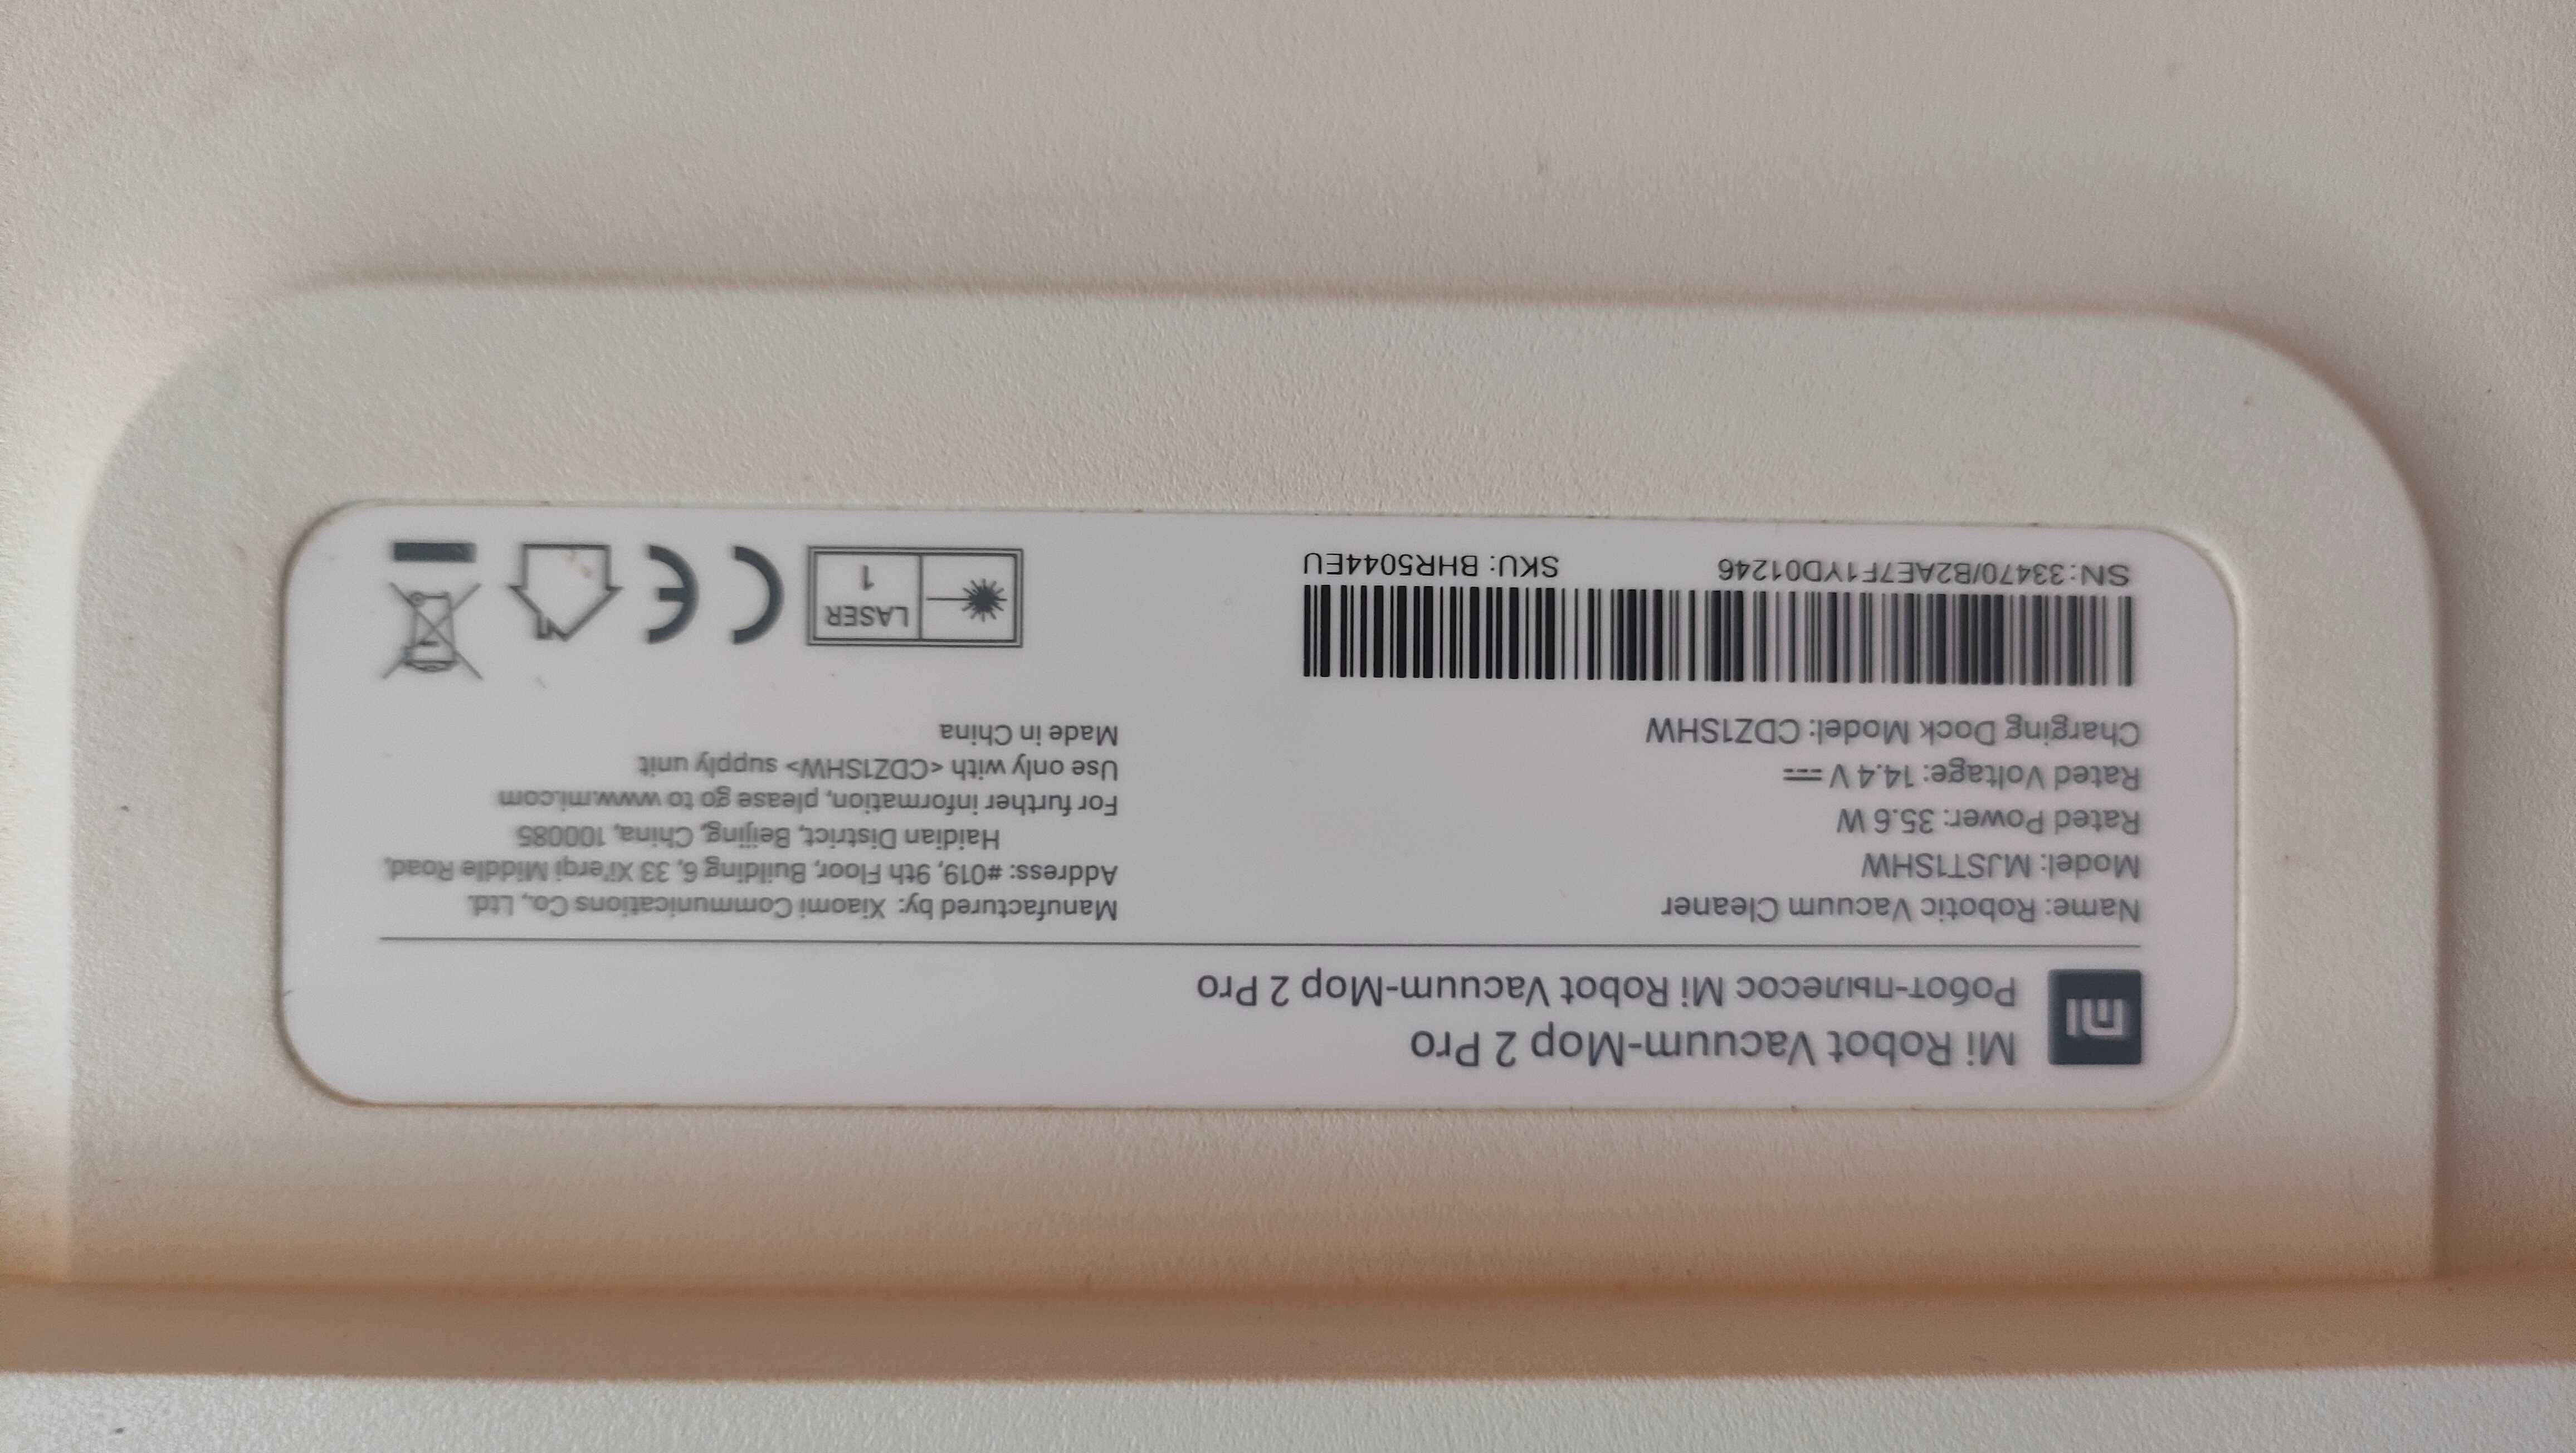 Mi Robot Vacuum-Mop 2 Pro
Робот-пылесос Mi Robot Vacuum-Mop 2 Pro
Name: Robotic Vacuum Cleaner
Model: MJST1SHW
Rated Power: 35.6 W
Rated Voltage: 14.4 V ⎓
Charging Dock Model: CDZ1SHW
SN:33470/B2AE7F1YD01246
SKU: BHR5044EU
Manufactured by: Xiaomi Communications Co., Ltd.
Address: #019, 9th Floor, Building 6, 33 Xi'erqi Middle Road,
Haidian District, Beijing, China, 100085
For further information, please go to www.mi.com
Use only with <CDZ1SHW> supply unit
Made in China
LASER
1
CE